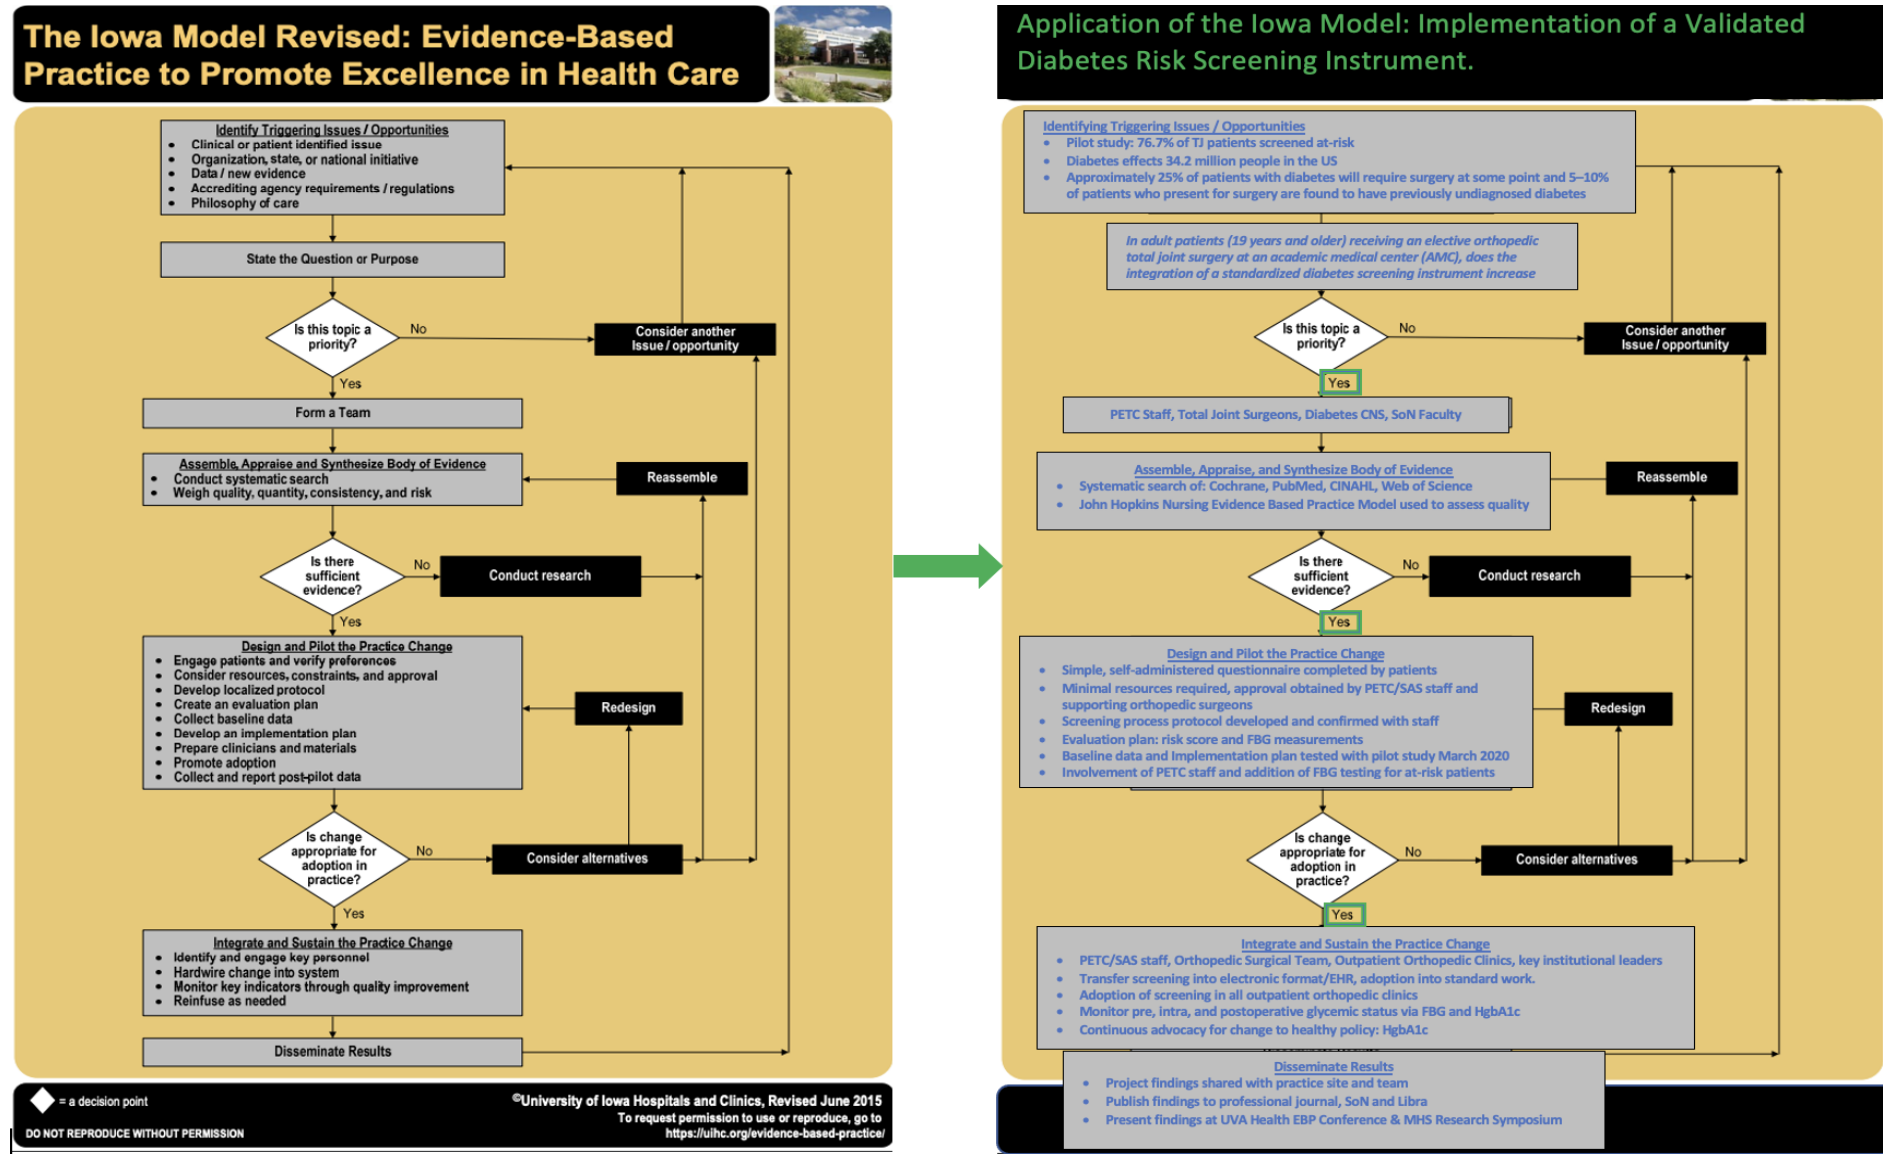 The Iowa Model Revised: Evidence-Based
Practice to Promote Excellence in Health Care
Identify Triggering Issues / Opportunities
• Clinical or patient identified issue
• Organization, state, or national initiative
• Data / new evidence
• Accrediting agency requirements / regulations
• Philosophy of care
State the Question or Purpose
Is this topic a
priority?
No
Consider another
Issue / opportunity
Yes
Form a Team
Assemble, Appraise and Synthesize Body of Evidence
• Conduct systematic search
• Weigh quality, quantity, consistency, and risk
Reassemble
Is there
sufficient
evidence?
No
Conduct research
Yes
Design and Pilot the Practice Change
• Engage patients and verify preferences
• Consider resources, constraints, and approval
• Develop localized protocol
• Create an evaluation plan
• Collect baseline data
• Develop an implementation plan
• Prepare clinicians and materials
• Promote adoption
• Collect and report post-pilot data
Redesign
Is change
appropriate for
adoption in
practice?
No
Consider alternatives
Yes
Integrate and Sustain the Practice Change
• Identify and engage key personnel
• Hardwire change into system
• Monitor key indicators through quality improvement
• Reinfuse as needed
Disseminate Results
= a decision point
DO NOT REPRODUCE WITHOUT PERMISSION
©University of Iowa Hospitals and Clinics, Revised June 2015
To request permission to use or reproduce, go to
https://uihc.org/evidence-based-practice/
Application of the Iowa Model: Implementation of a Validated
Diabetes Risk Screening Instrument.
Identifying Triggering Issues / Opportunities
• Pilot study: 76.7% of TJ patients screened at-risk
• Diabetes effects 34.2 million people in the US
• Approximately 25% of patients with diabetes will require surgery at some point and 5–10%
of patients who present for surgery are found to have previously undiagnosed diabetes
In adult patients (19 years and older) receiving an elective orthopedic
total joint surgery at an academic medical center (AMC), does the
integration of a standardized diabetes screening instrument increase
Is this topic a
priority?
No
Consider another
Issue / opportunity
Yes
PETC Staff, Total Joint Surgeons, Diabetes CNS, SoN Faculty
Assemble, Appraise, and Synthesize Body of Evidence
• Systematic search of: Cochrane, PubMed, CINAHL, Web of Science
• John Hopkins Nursing Evidence Based Practice Model used to assess quality
Reassemble
Is there
sufficient
evidence?
No
Conduct research
Yes
Design and Pilot the Practice Change
• Simple, self-administered questionnaire completed by patients
• Minimal resources required, approval obtained by PETC/SAS staff and
supporting orthopedic surgeons
• Screening process protocol developed and confirmed with staff
• Evaluation plan: risk score and FBG measurements
• Baseline data and Implementation plan tested with pilot study March 2020
• Involvement of PETC staff and addition of FBG testing for at-risk patients
Redesign
Is change
appropriate for
adoption in
practice?
No
Consider alternatives
Yes
Integrate and Sustain the Practice Change
• PETC/SAS staff, Orthopedic Surgical Team, Outpatient Orthopedic Clinics, key institutional leaders
• Transfer screening into electronic format/EHR, adoption into standard work.
• Adoption of screening in all outpatient orthopedic clinics
• Monitor pre, intra, and postoperative glycemic status via FBG and HgbA1c
• Continuous advocacy for change to healthy policy: HgbA1c
Disseminate Results
• Project findings shared with practice site and team
• Publish findings to professional journal, SoN and Libra
• Present findings at UVA Health EBP Conference & MHS Research Symposium